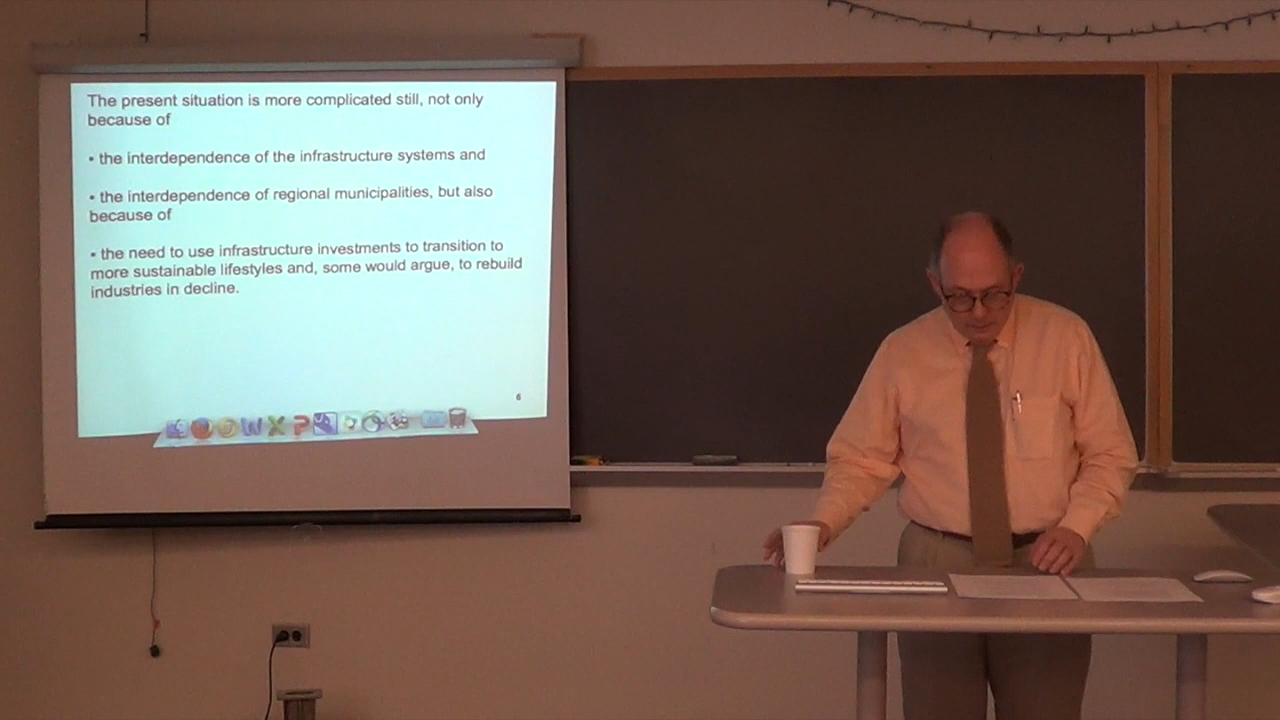 The present situation is more complicated still, not only
because of
• the interdependence of the infrastructure systems and
• the interdependence of regional municipalities, but also
because of
• the need to use infrastructure investments to transition to
more sustainable lifestyles and, some would argue, to rebuild
industries in decline.
6